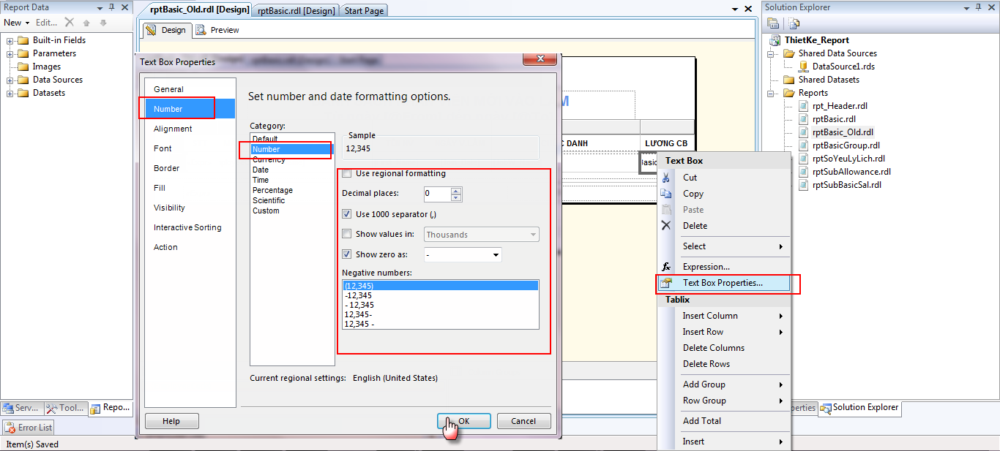 Report Data
New
Edit...
Built-in Fields
Parameters
Images
Data Sources
Datasets
Serv...
Tool...
Repo...
Error List
Item(s) Saved
rptBasic_Old.rdl [Design]
rptBasic.rdl [Design]
Start Page
Design
Preview
M
C DANH
LƯƠNG CB
Basic
Text Box Properties
General
Number
Alignment
Font
Border
Fill
Visibility
Interactive Sorting
Action
Set number and date formatting options.
Category:
Default
Number
Currency
Date
Time
Percentage
Scientific
Custom
Sample
12,345
Use regional formatting
Decimal places:
0
Use 1000 separator (,)
Show values in:
Thousands
Show zero as:
-
Negative numbers:
(12,345)
-12,345
- 12,345
12,345-
12,345 -
Current regional settings: English (United States)
Help
OK
Cancel
Text Box
Cut
Copy
Paste
Delete
Select
Expression...
Text Box Properties...
Tablix
Insert Column
Insert Row
Delete Columns
Delete Rows
Add Group
Row Group
Add Total
Insert
Solution Explorer
ThietKe_Report
Shared Data Sources
DataSource1.rds
Shared Datasets
Reports
rpt_Header.rdl
rptBasic.rdl
rptBasic_Old.rdl
rptBasicGroup.rdl
rptSoYeuLyLich.rdl
rptSubAllowance.rdl
rptSubBasicSal.rdl
perties
Solution Explorer